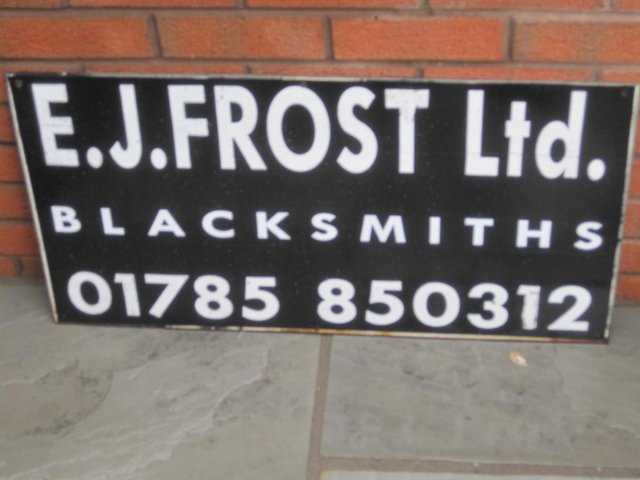 E.J.FROST Ltd.
BLACKSMITHS
01785 850312